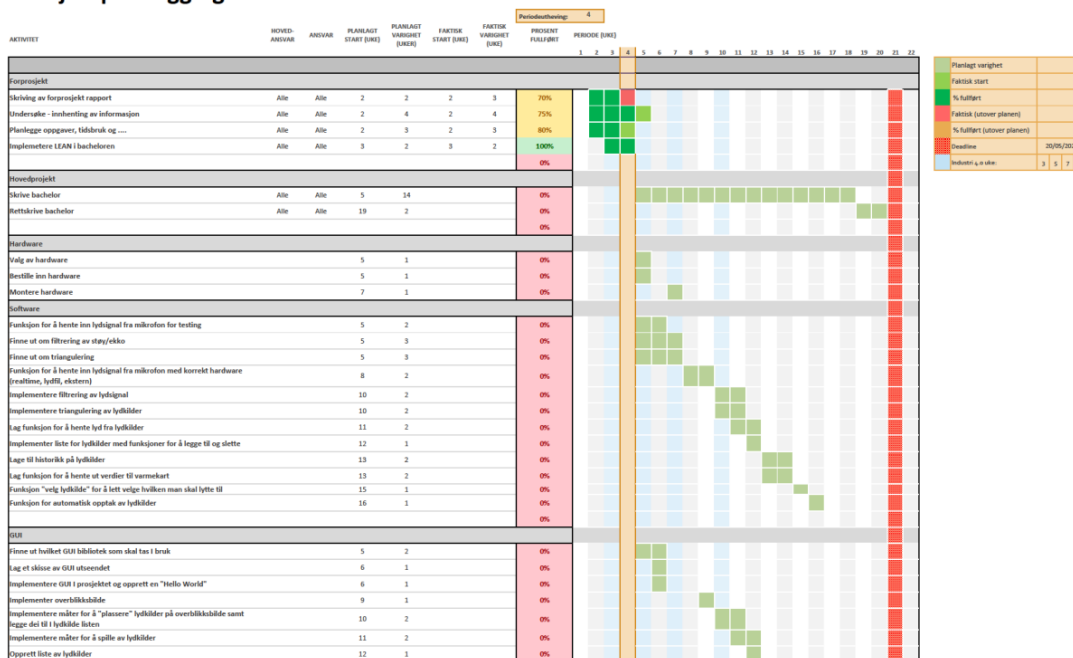 Periodeutheving: 4
AKTIVITET HOVED-ANSVAR ANSVAR PLANLAGT START (UKE) PLANLAGT VARIGHET (UKER) FAKTISK START (UKE) FAKTISK VARIGHET (UKE) PROSENT FULLFØRT PERIODE (UKE)
1 2 3 4 5 6 7 8 9 10 11 12 13 14 15 16 17 18 19 20 21 22
Forprosjekt
Skriving av forprosjekt rapport Alle Alle 2 2 2 3 70%
Undersøke - innhenting av informasjon Alle Alle 2 4 2 4 75%
Planlegge oppgaver, tidsbruk og .... Alle Alle 2 3 2 3 80%
Implemetere LEAN i bacheloren Alle Alle 3 2 3 2 100%
0%
Hovedprojekt
Skrive bachelor Alle Alle 5 14 0%
Rettskrive bachelor Alle Alle 19 2 0%
0%
Hardware
Valg av hardware 5 1 0%
Bestille inn hardware 5 1 0%
Montere hardware 7 1 0%
Software
Funksjon for å hente inn lydsignal fra mikrofon for testing 5 2 0%
Finne ut om filtrering av støy/ekko 5 3 0%
Finne ut om triangulering 5 3 0%
Funksjon for å hente inn lydsignal fra mikrofon med korrekt hardware
(realtime, lydfil, ekstern) 8 2 0%
Implementere filtrering av lydsignal 10 2 0%
Implementere triangulering av lydkilder 10 2 0%
Lag funksjon for å hente lyd fra lydkilder 11 2 0%
Implementer liste for lydkilder med funksjoner for å legge til og slette 12 1 0%
Lage til historikk på lydkilder 13 2 0%
Lag funksjon for å hente ut verdier til varmekart 13 2 0%
Funksjon "velg lydkilde" for å lett velge hvilken man skal lytte til 15 1 0%
Funksjon for automatisk opptak av lydkilder 16 1 0%
0%
GUI
Finne ut hvilket GUI bibliotek som skal tas I bruk 5 2 0%
Lag et skisse av GUI utseendet 6 1 0%
Implementere GUI I prosjektet og opprett en "Hello World" 6 1 0%
Implementer overblikksbilde 9 1 0%
Implementere måter for å "plassere" lydkilder på overblikksbilde samt
legge dei til I lydkilde listen 10 2 0%
Implementere måter for å spille av lydkilder 11 2 0%
Opprett liste av lydkilder 12 1 0%
Planlagt varighet
Faktisk start
% fullført
Faktisk (utover planen)
% fullført (utover planen)
Deadline 20/05/202
Industri 4.0 uke: 3 5 7